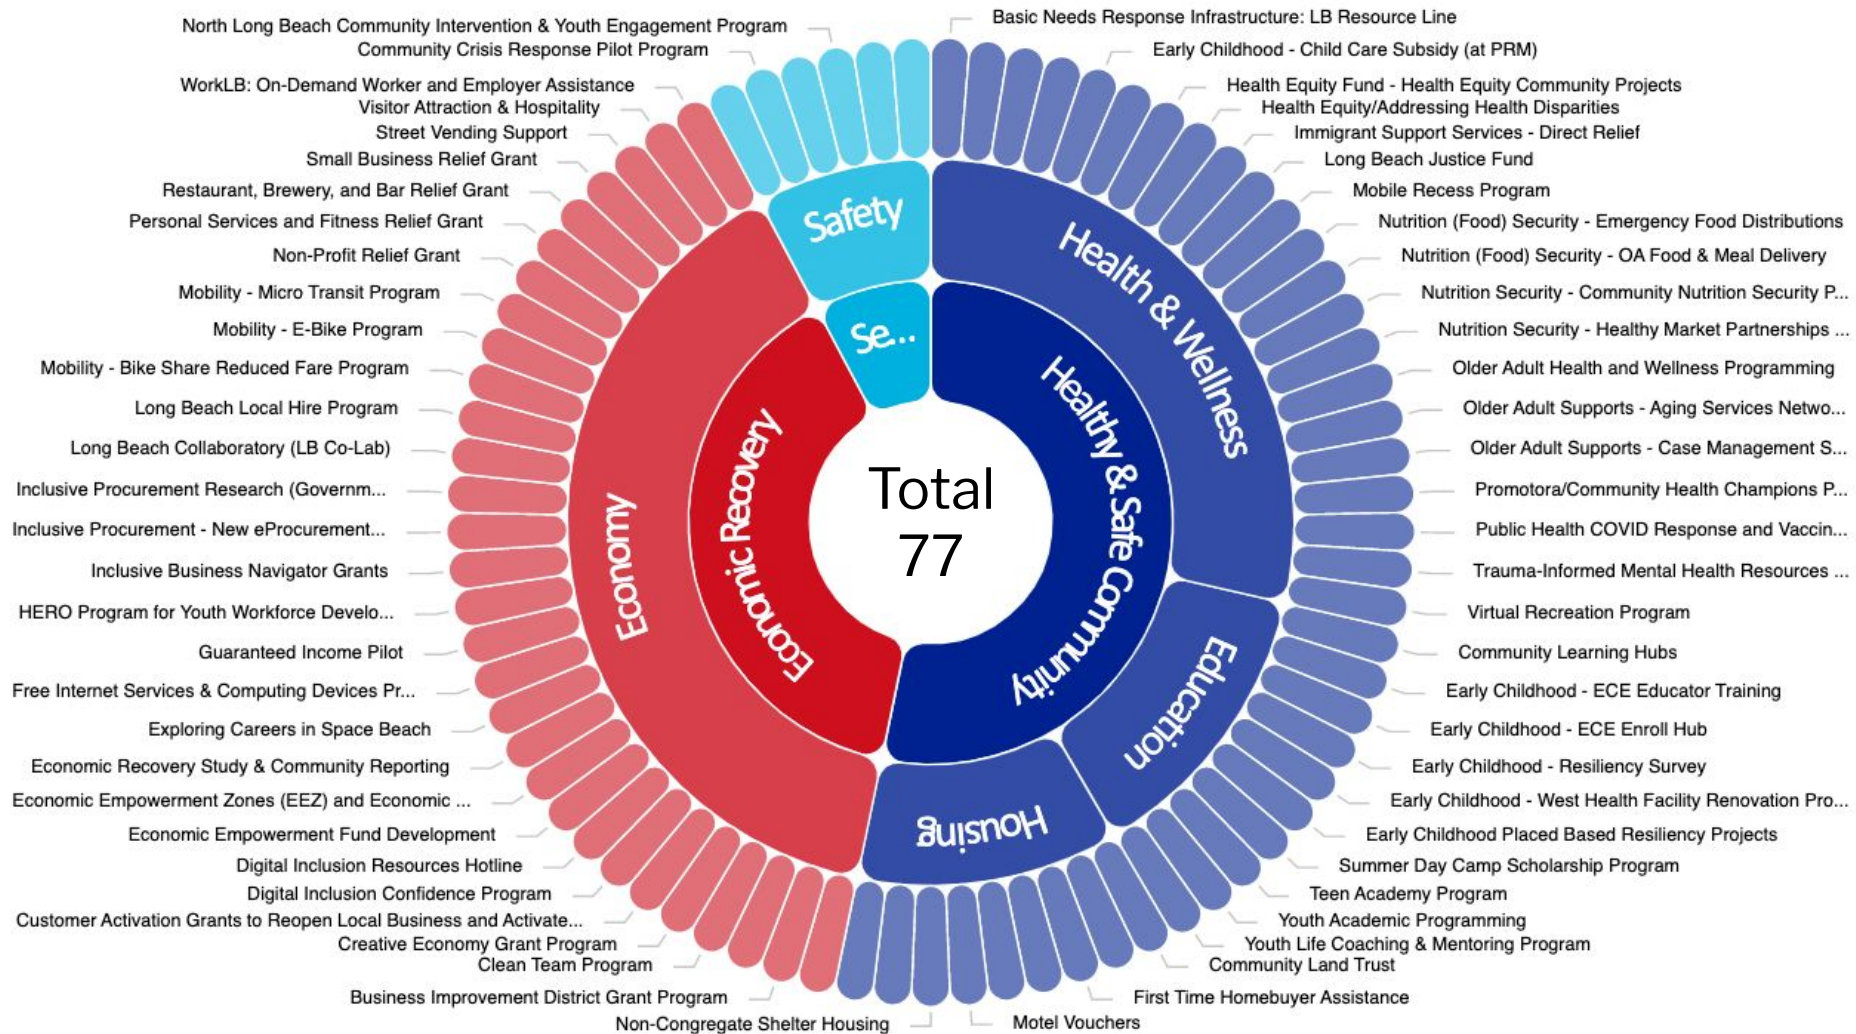 North Long Beach Community Intervention & Youth Engagement Program
Community Crisis Response Pilot Program
WorkLB: On-Demand Worker and Employer Assistance
Visitor Attraction & Hospitality
Street Vending Support
Small Business Relief Grant
Restaurant, Brewery, and Bar Relief Grant
Personal Services and Fitness Relief Grant
Non-Profit Relief Grant
Mobility - Micro Transit Program
Mobility - E-Bike Program
Mobility - Bike Share Reduced Fare Program
Long Beach Local Hire Program
Long Beach Collaboratory (LB Co-Lab)
Inclusive Procurement Research (Governm...
Inclusive Procurement - New eProcurement...
Inclusive Business Navigator Grants
HERO Program for Youth Workforce Develo...
Guaranteed Income Pilot
Free Internet Services & Computing Devices Pr...
Exploring Careers in Space Beach
Economic Recovery Study & Community Reporting
Economic Empowerment Zones (EEZ) and Economic ...
Economic Empowerment Fund Development
Digital Inclusion Resources Hotline
Digital Inclusion Confidence Program
Customer Activation Grants to Reopen Local Business and Activate...
Creative Economy Grant Program
Clean Team Program
Business Improvement District Grant Program
Non-Congregate Shelter Housing
Safety
Se...
Economy
Economic Recovery
Total
77
Healthy & Safe Community
Health & Wellness
Education
Housing
Basic Needs Response Infrastructure: LB Resource Line
Early Childhood - Child Care Subsidy (at PRM)
Health Equity Fund - Health Equity Community Projects
Health Equity/Addressing Health Disparities
Immigrant Support Services - Direct Relief
Long Beach Justice Fund
Mobile Recess Program
Nutrition (Food) Security - Emergency Food Distributions
Nutrition (Food) Security - OA Food & Meal Delivery
Nutrition Security - Community Nutrition Security P...
Nutrition Security - Healthy Market Partnerships ...
Older Adult Health and Wellness Programming
Older Adult Supports - Aging Services Netwo...
Older Adult Supports - Case Management S...
Promotora/Community Health Champions P...
Public Health COVID Response and Vaccin...
Trauma-Informed Mental Health Resources ...
Virtual Recreation Program
Community Learning Hubs
Early Childhood - ECE Educator Training
Early Childhood - ECE Enroll Hub
Early Childhood - Resiliency Survey
Early Childhood - West Health Facility Renovation Pro...
Early Childhood Placed Based Resiliency Projects
Summer Day Camp Scholarship Program
Teen Academy Program
Youth Academic Programming
Youth Life Coaching & Mentoring Program
Community Land Trust
First Time Homebuyer Assistance
Motel Vouchers